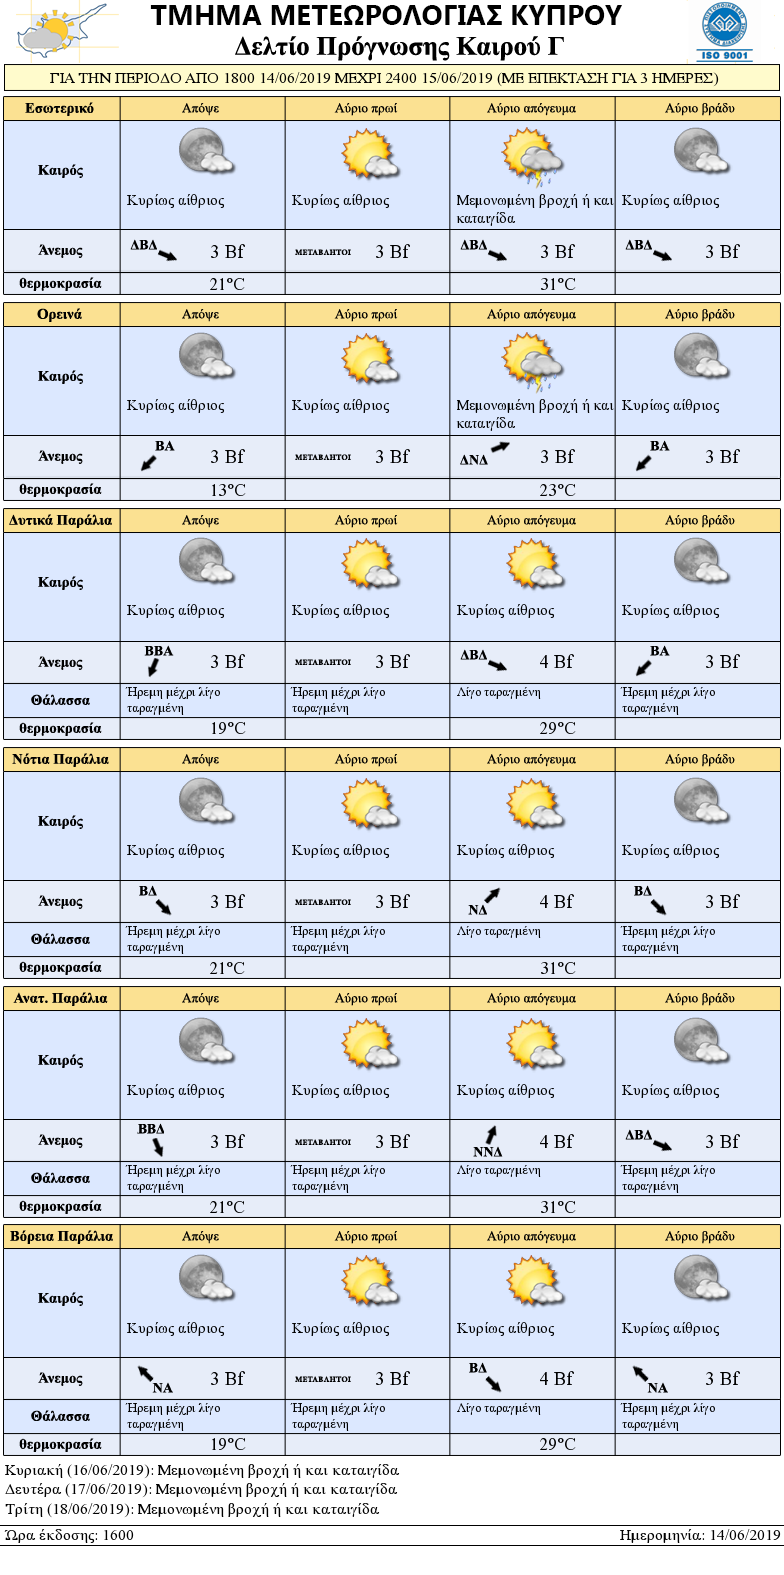 ΤΜΗΜΑ ΜΕΤΕΩΡΟΛΟΓΙΑΣ ΚΥΠΡΟΥ
Δελτίο Πρόγνωσης Καιρού Γ
ISO 9001
ΓΙΑ ΤΗΝ ΠΕΡΙΟΔΟ ΑΠΟ 1800 14/06/2019 ΜΕΧΡΙ 2400 15/06/2019 (ΜΕ ΕΠΕΚΤΑΣΗ ΓΙΑ 3 ΗΜΕΡΕΣ)
Εσωτερικό Απόψε Αύριο πρωί Αύριο απόγευμα Αύριο βράδυ
Καιρός Κυρίως αίθριος Κυρίως αίθριος Μεμονωμένη βροχή ή και καταιγίδα Κυρίως αίθριος
Άνεμος ΔΒΔ 3 Bf ΜΕΤΑΒΛΗΤΟΙ 3 Bf ΔΒΔ 3 Bf ΔΒΔ 3 Bf
θερμοκρασία 21°C 31°C
Ορεινά Απόψε Αύριο πρωί Αύριο απόγευμα Αύριο βράδυ
Καιρός Κυρίως αίθριος Κυρίως αίθριος Μεμονωμένη βροχή ή και καταιγίδα Κυρίως αίθριος
Άνεμος ΒΑ 3 Bf ΜΕΤΑΒΛΗΤΟΙ 3 Bf ΔΝΔ 3 Bf ΒΑ 3 Bf
θερμοκρασία 13°C 23°C
Δυτικά Παράλια Απόψε Αύριο πρωί Αύριο απόγευμα Αύριο βράδυ
Καιρός Κυρίως αίθριος Κυρίως αίθριος Κυρίως αίθριος Κυρίως αίθριος
Άνεμος ΒΒΑ 3 Bf ΜΕΤΑΒΛΗΤΟΙ 3 Bf ΔΒΔ 4 Bf ΒΑ 3 Bf
Θάλασσα Ήρεμη μέχρι λίγο ταραγμένη Ήρεμη μέχρι λίγο ταραγμένη Λίγο ταραγμένη Ήρεμη μέχρι λίγο ταραγμένη
θερμοκρασία 19°C 29°C
Νότια Παράλια Απόψε Αύριο πρωί Αύριο απόγευμα Αύριο βράδυ
Καιρός Κυρίως αίθριος Κυρίως αίθριος Κυρίως αίθριος Κυρίως αίθριος
Άνεμος ΒΔ 3 Bf ΜΕΤΑΒΛΗΤΟΙ 3 Bf ΝΔ 4 Bf ΒΔ 3 Bf
Θάλασσα Ήρεμη μέχρι λίγο ταραγμένη Ήρεμη μέχρι λίγο ταραγμένη Λίγο ταραγμένη Ήρεμη μέχρι λίγο ταραγμένη
θερμοκρασία 21°C 31°C
Ανατ. Παράλια Απόψε Αύριο πρωί Αύριο απόγευμα Αύριο βράδυ
Καιρός Κυρίως αίθριος Κυρίως αίθριος Κυρίως αίθριος Κυρίως αίθριος
Άνεμος ΒΒΔ 3 Bf ΜΕΤΑΒΛΗΤΟΙ 3 Bf ΝΝΔ 4 Bf ΔΒΔ 3 Bf
Θάλασσα Ήρεμη μέχρι λίγο ταραγμένη Ήρεμη μέχρι λίγο ταραγμένη Λίγο ταραγμένη Ήρεμη μέχρι λίγο ταραγμένη
θερμοκρασία 21°C 31°C
Βόρεια Παράλια Απόψε Αύριο πρωί Αύριο απόγευμα Αύριο βράδυ
Καιρός Κυρίως αίθριος Κυρίως αίθριος Κυρίως αίθριος Κυρίως αίθριος
Άνεμος ΝΑ 3 Bf ΜΕΤΑΒΛΗΤΟΙ 3 Bf ΒΔ 4 Bf ΝΑ 3 Bf
Θάλασσα Ήρεμη μέχρι λίγο ταραγμένη Ήρεμη μέχρι λίγο ταραγμένη Λίγο ταραγμένη Ήρεμη μέχρι λίγο ταραγμένη
θερμοκρασία 19°C 29°C
Κυριακή (16/06/2019): Μεμονωμένη βροχή ή και καταιγίδα
Δευτέρα (17/06/2019): Μεμονωμένη βροχή ή και καταιγίδα
Τρίτη (18/06/2019): Μεμονωμένη βροχή ή και καταιγίδα
Ώρα έκδοσης: 1600 Ημερομηνία: 14/06/2019